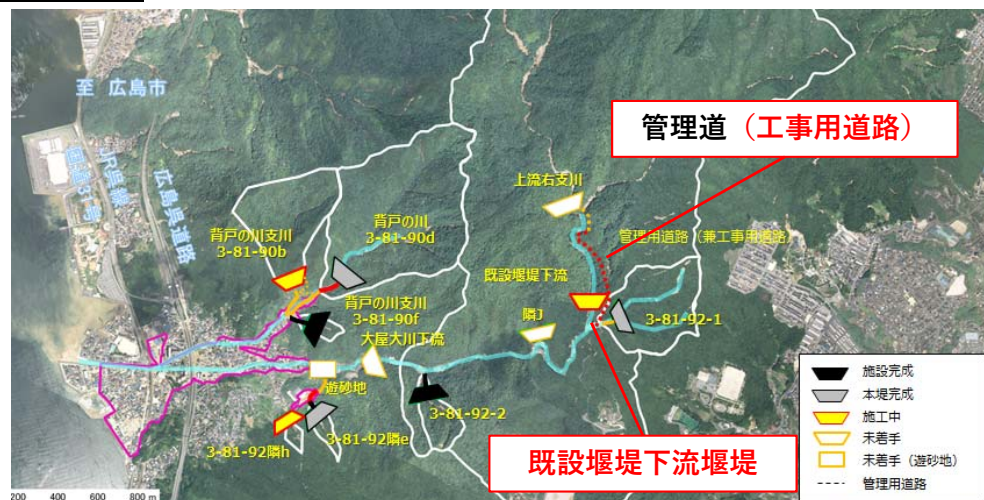 至 広島市
国道31号
JR呉線
広島県道路
管理道（工事用道路）
上流右支川
背戸の川
3-81-90d
背戸の川支川
3-81-90b
管理用道路（兼工事用道路）
既設堰堤下流
背戸の川支川
3-81-90f
隣J
3-81-92-1
大屋大川下流
遊砂地
3-81-92-2
3-81-92隣e
3-81-92隣h
既設堰堤下流堰堤
施設完成
本堤完成
施工中
未着手
未着手（遊砂地）
管理用道路
200 400 600 800 m